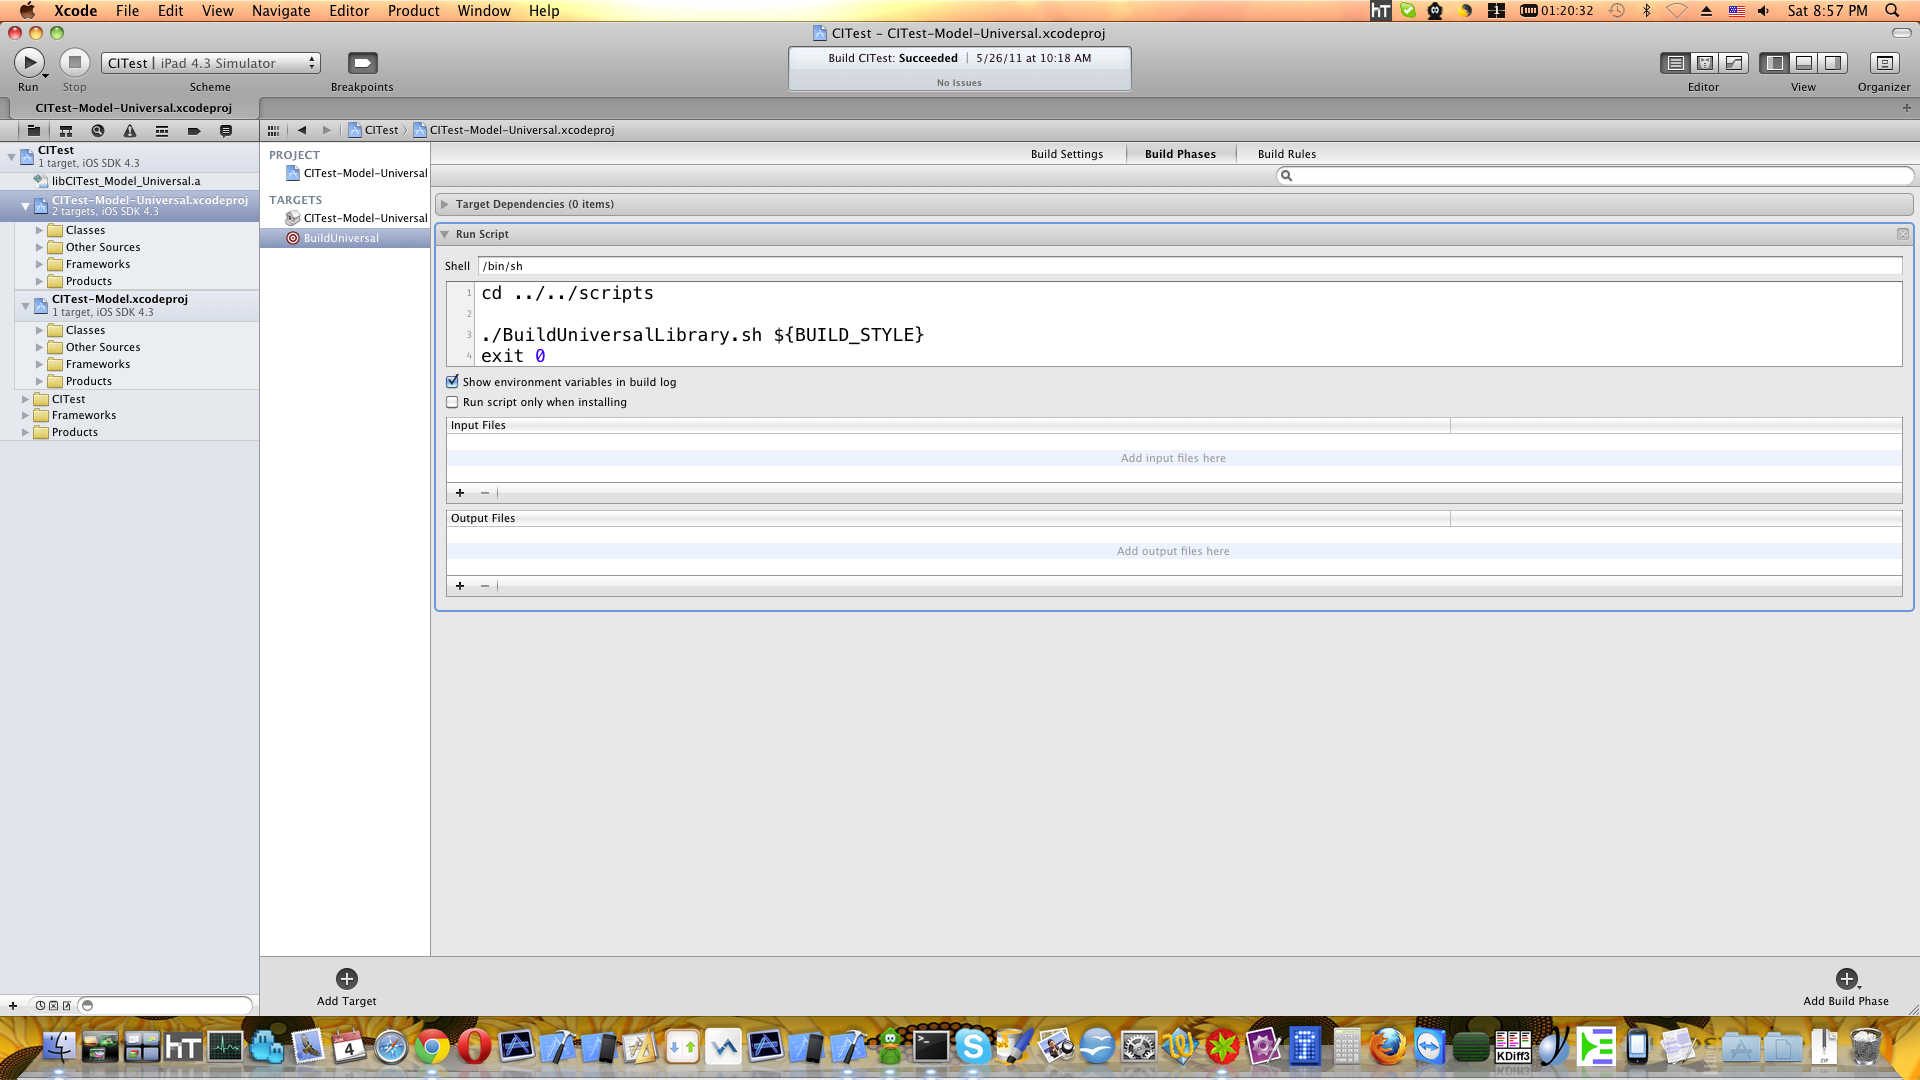 Xcode File Edit View Navigate Editor Product Window Help
hT 1 01:20:32 Sat 8:57 PM
CITest - CITest-Model-Universal.xcodeproj
CITest | iPad 4.3 Simulator
Build CITest: Succeeded | 5/26/11 at 10:18 AM
No Issues
Run Stop Scheme Breakpoints Editor View Organizer
CITest-Model-Universal.xcodeproj
CITest CITest-Model-Universal.xcodeproj
CITest
1 target, iOS SDK 4.3
libCITest_Model_Universal.a
CITest-Model-Universal.xcodeproj
2 targets, iOS SDK 4.3
Classes
Other Sources
Frameworks
Products
CITest-Model.xcodeproj
1 target, iOS SDK 4.3
Classes
Other Sources
Frameworks
Products
CITest
Frameworks
Products
PROJECT
CITest-Model-Universal
TARGETS
CITest-Model-Universal
BuildUniversal
Build Settings Build Phases Build Rules
Target Dependencies (0 items)
Run Script
Shell /bin/sh
1 cd ../../scripts
2
3 ./BuildUniversalLibrary.sh ${BUILD_STYLE}
4 exit 0
Show environment variables in build log
Run script only when installing
Input Files
Add input files here
Output Files
Add output files here
Add Target
Add Build Phase
hT
JUN
4
KDiff3
ZIP